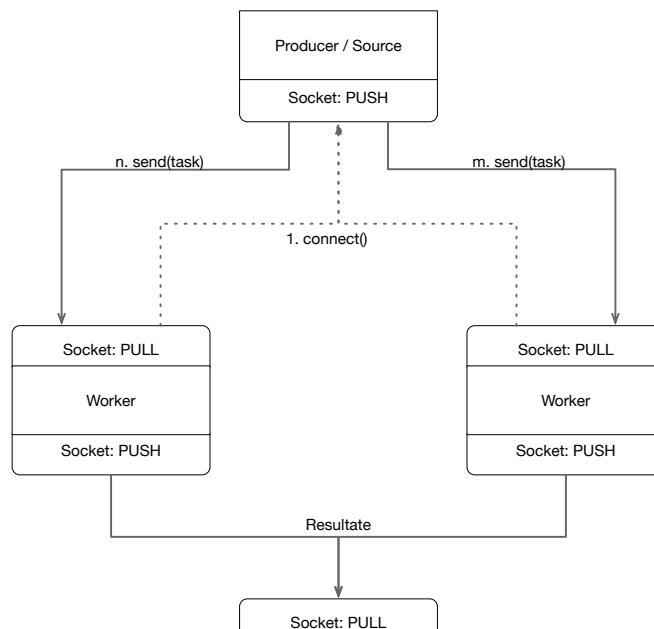 Producer / Source
Socket: PUSH
n. send(task)
m. send(task)
1. connect()
Socket: PULL
Socket: PULL
Worker
Worker
Socket: PUSH
Socket: PUSH
Resultate
Socket: PULL